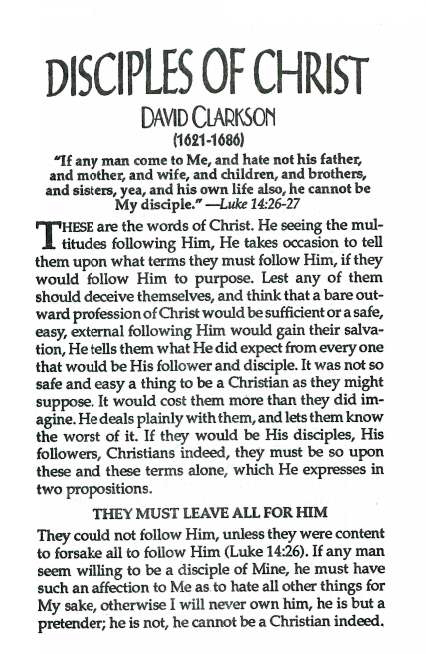 DISCIPLES OF CHRIST
DAVID CLARKSON
(1621-1686)
"If any man come to Me, and hate not his father,
and mother, and wife, and children, and brothers,
and sisters, yea, and his own life also, he cannot be
My disciple." —Luke 14:26-27
THESE are the words of Christ. He seeing the mul-
titudes following Him, He takes occasion to tell
them upon what terms they must follow Him, if they
would follow Him to purpose. Lest any of them
should deceive themselves, and think that a bare out-
ward profession of Christ would be sufficient or a safe,
easy, external following Him would gain their salva-
tion, He tells them what He did expect from every one
that would be His follower and disciple. It was not so
safe and easy a thing to be a Christian as they might
suppose. It would cost them more than they did im-
agine. He deals plainly with them, and lets them know
the worst of it. If they would be His disciples, His
followers, Christians indeed, they must be so upon
these and these terms alone, which He expresses in
two propositions.
THEY MUST LEAVE ALL FOR HIM
They could not follow Him, unless they were content
to forsake all to follow Him (Luke 14:26). If any man
seem willing to be a disciple of Mine, he must have
such an affection to Me as to hate all other things for
My sake, otherwise I will never own him, he is but a
pretender; he is not, he cannot be a Christian indeed.